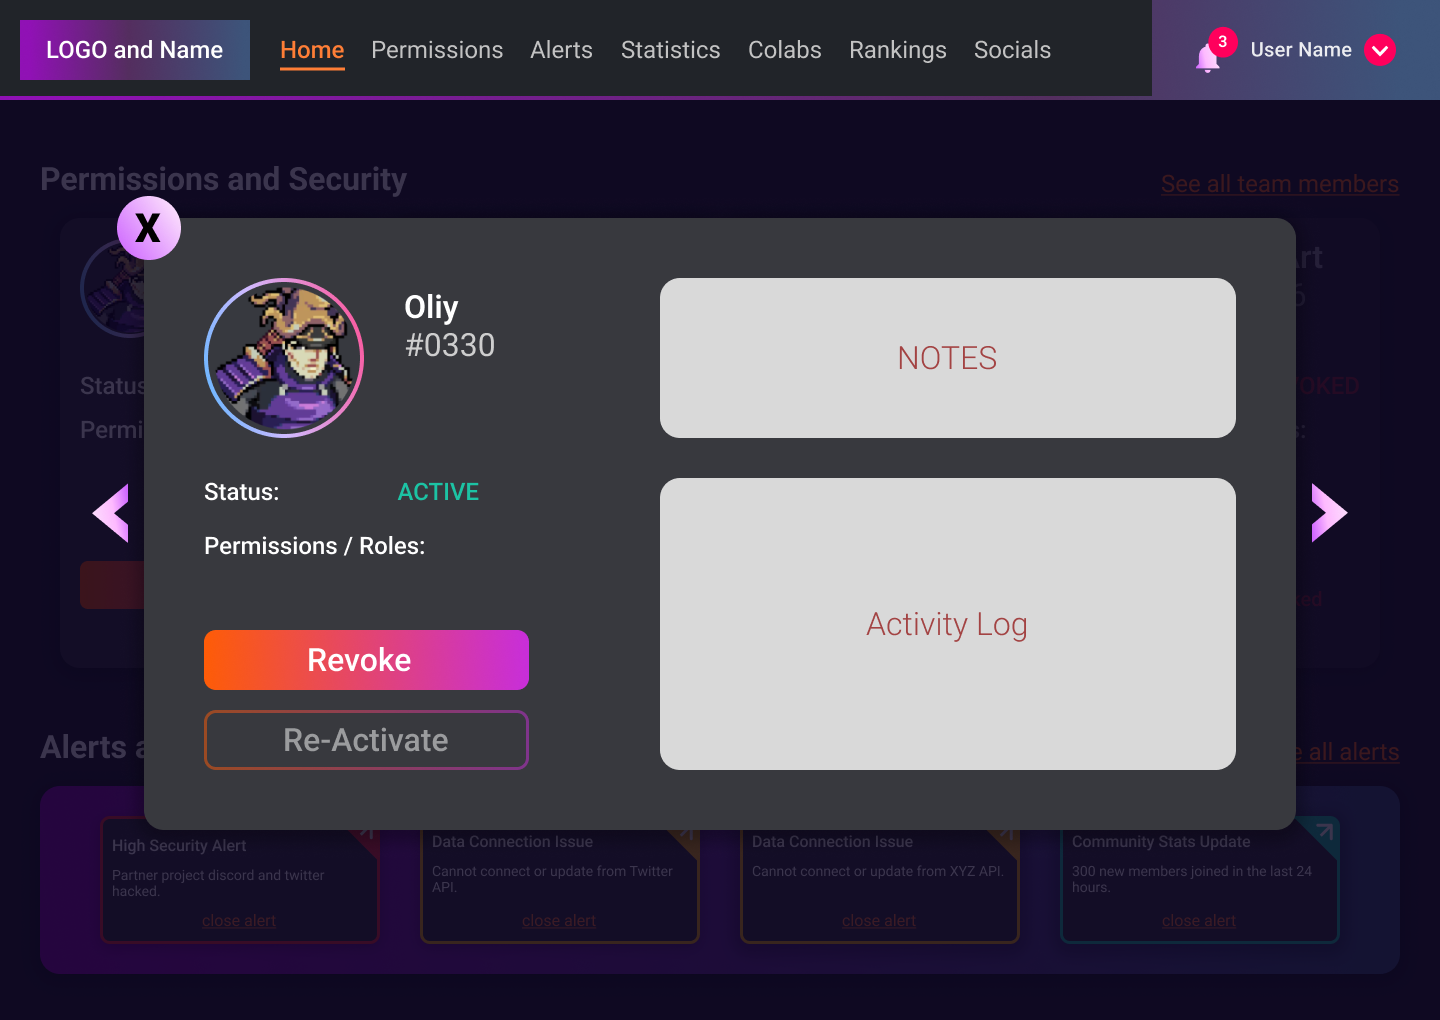 LOGO and Name
Home Permissions Alerts Statistics Colabs Rankings Socials
3
User Name
Permissions and Security
See all team members
X
Oliy
#0330
NOTES
Status: ACTIVE
Permissions / Roles:
Revoke
Re-Activate
Activity Log
Status
Alerts
all alerts
High Security Alert
Partner project discord and twitter
hacked.
close alert
Data Connection Issue
Cannot connect or update from Twitter
API.
close alert
Data Connection Issue
Cannot connect or update from XYZ API.
close alert
Community Stats Update
300 new members joined in the last 24
hours.
close alert